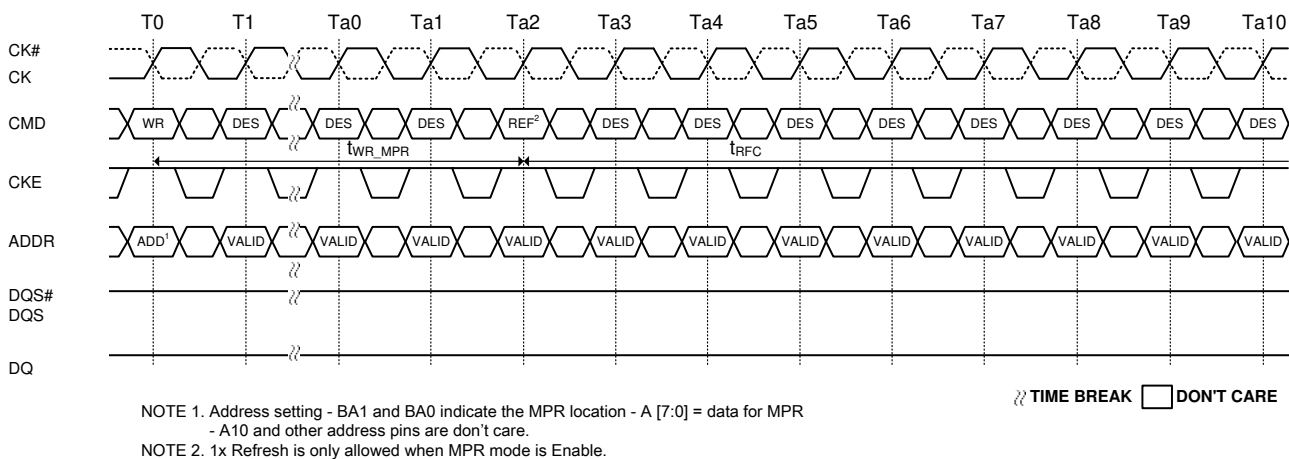 T0 T1 Ta0 Ta1 Ta2 Ta3 Ta4 Ta5 Ta6 Ta7 Ta8 Ta9 Ta10
CK#
CK
CMD WR DES DES DES REF² DES DES DES DES DES DES DES DES
tWR_MPR tRFC
CKE
ADDR ADD¹ VALID VALID VALID VALID VALID VALID VALID VALID VALID VALID VALID VALID
DQS#
DQS
DQ
TIME BREAK DON'T CARE
NOTE 1. Address setting - BA1 and BA0 indicate the MPR location - A [7:0] = data for MPR
- A10 and other address pins are don’t care.
NOTE 2. 1x Refresh is only allowed when MPR mode is Enable.